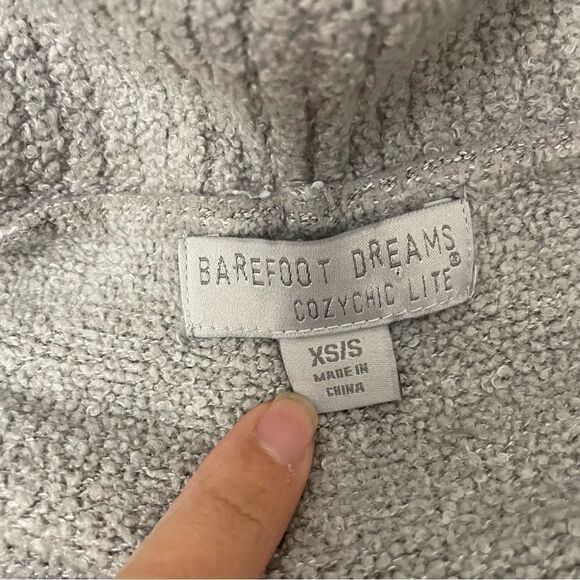 BAREFOOT DREAMS
COZYCHIC LITE®
XS/S
MADE IN
CHINA